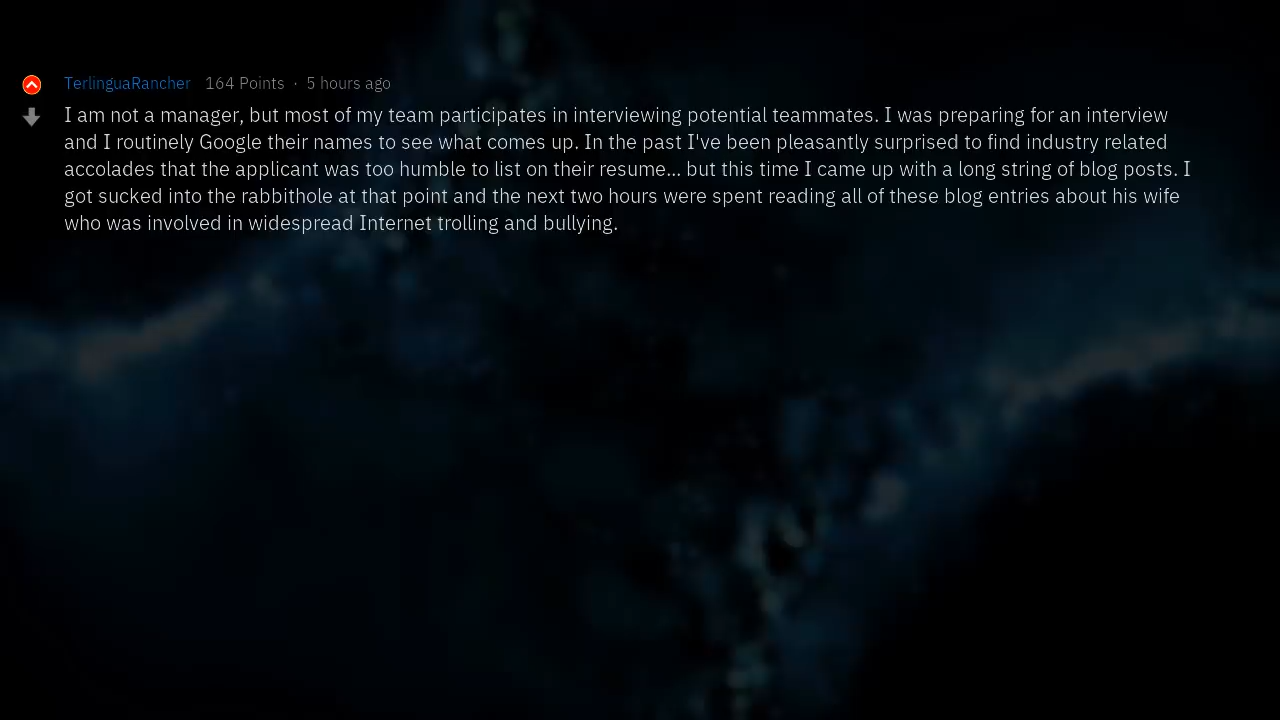 TerlinguaRancher 164 Points · 5 hours ago
I am not a manager, but most of my team participates in interviewing potential teammates. I was preparing for an interview
and I routinely Google their names to see what comes up. In the past I've been pleasantly surprised to find industry related
accolades that the applicant was too humble to list on their resume... but this time I came up with a long string of blog posts. I
got sucked into the rabbithole at that point and the next two hours were spent reading all of these blog entries about his wife
who was involved in widespread Internet trolling and bullying.